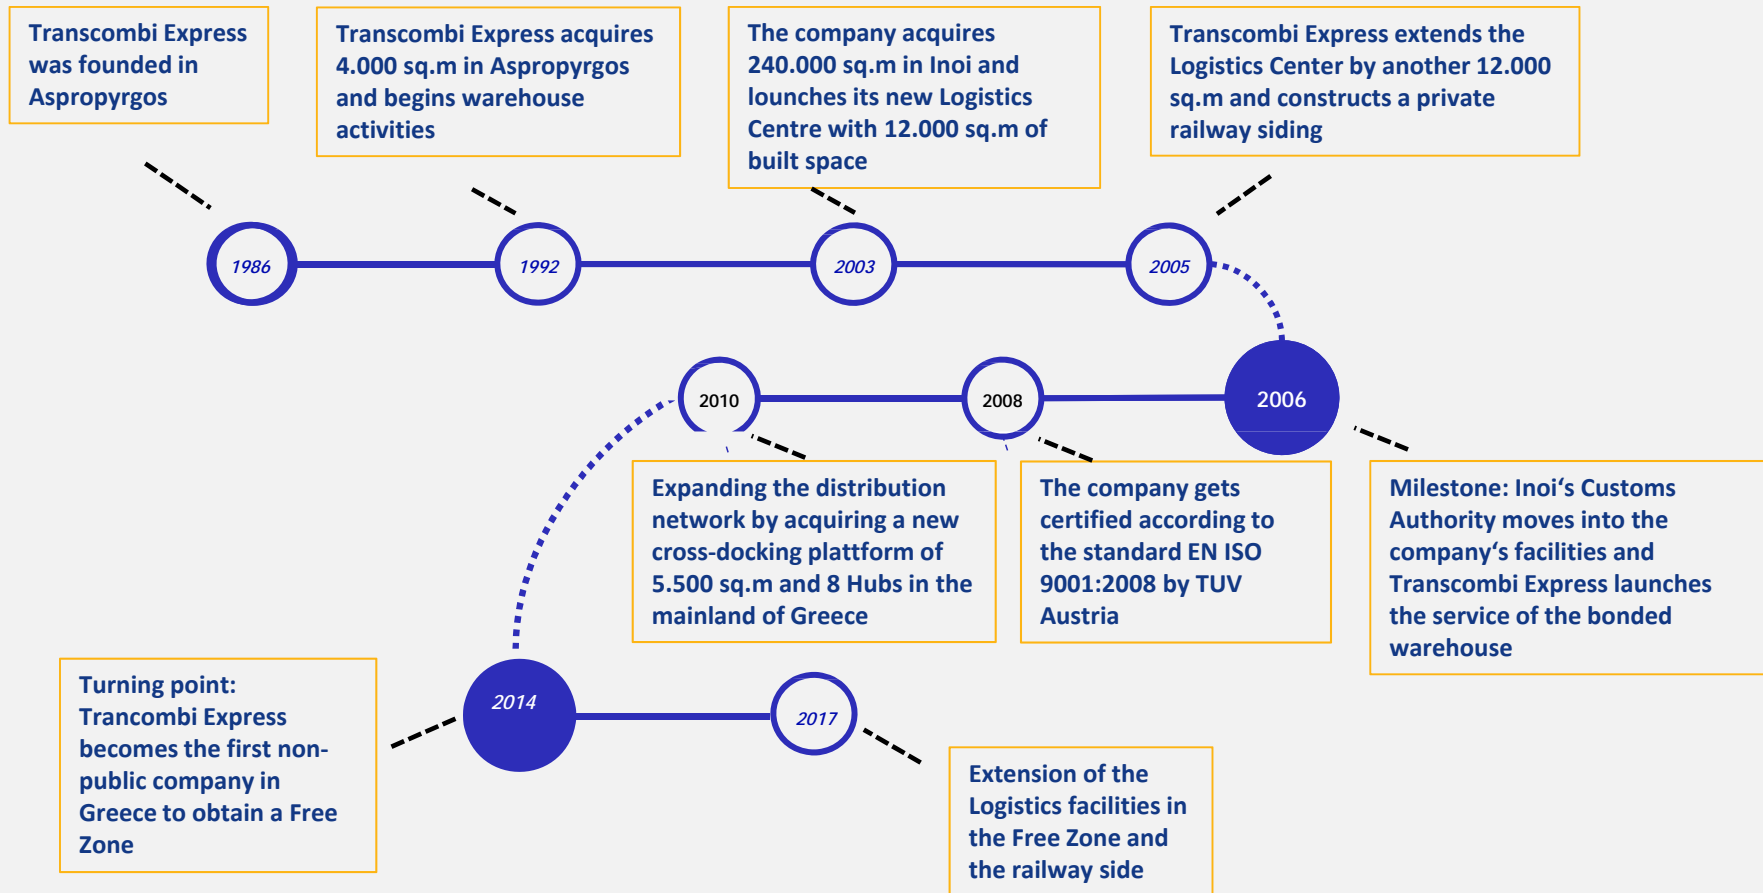 Transcombi Express
was founded in
Aspropyrgos
Transcombi Express acquires
4.000 sq.m in Aspropyrgos
and begins warehouse
activities
The company acquires
240.000 sq.m in Inoi and
lounches its new Logistics
Centre with 12.000 sq.m of
built space
Transcombi Express extends the
Logistics Center by another 12.000
sq.m and constructs a private
railway siding
1986
1992
2003
2005
2010
2008
2006
Expanding the distribution
network by acquiring a new
cross-docking plattform of
5.500 sq.m and 8 Hubs in the
mainland of Greece
The company gets
certified according to
the standard EN ISO
9001:2008 by TUV
Austria
Milestone: Inoi‘s Customs
Authority moves into the
company‘s facilities and
Transcombi Express launches
the service of the bonded
warehouse
Turning point:
Trancombi Express
becomes the first non-
public company in
Greece to obtain a Free
Zone
2014
2017
Extension of the
Logistics facilities in
the Free Zone and
the railway side